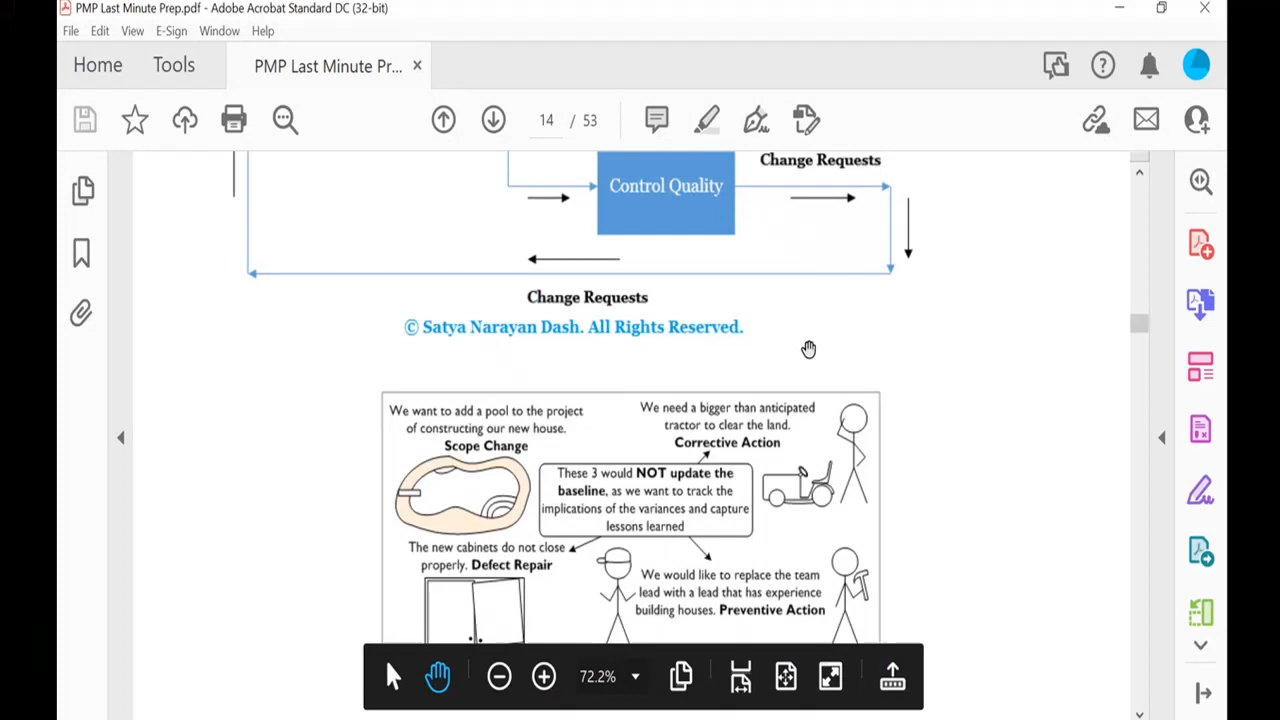 PMP Last Minute Prep.pdf - Adobe Acrobat Standard DC (32-bit)
File Edit View E-Sign Window Help
Home Tools PMP Last Minute Pr... ×
14 / 53
Change Requests
Control Quality
Change Requests
© Satya Narayan Dash. All Rights Reserved.
We want to add a pool to the project
of constructing our new house.
Scope Change
We need a bigger than anticipated
tractor to clear the land.
Corrective Action
These 3 would NOT update the
baseline, as we want to track the
implications of the variances and capture
lessons learned
The new cabinets do not close
properly. Defect Repair
We would like to replace the team
lead with a lead that has experience
building houses. Preventive Action
72.2%